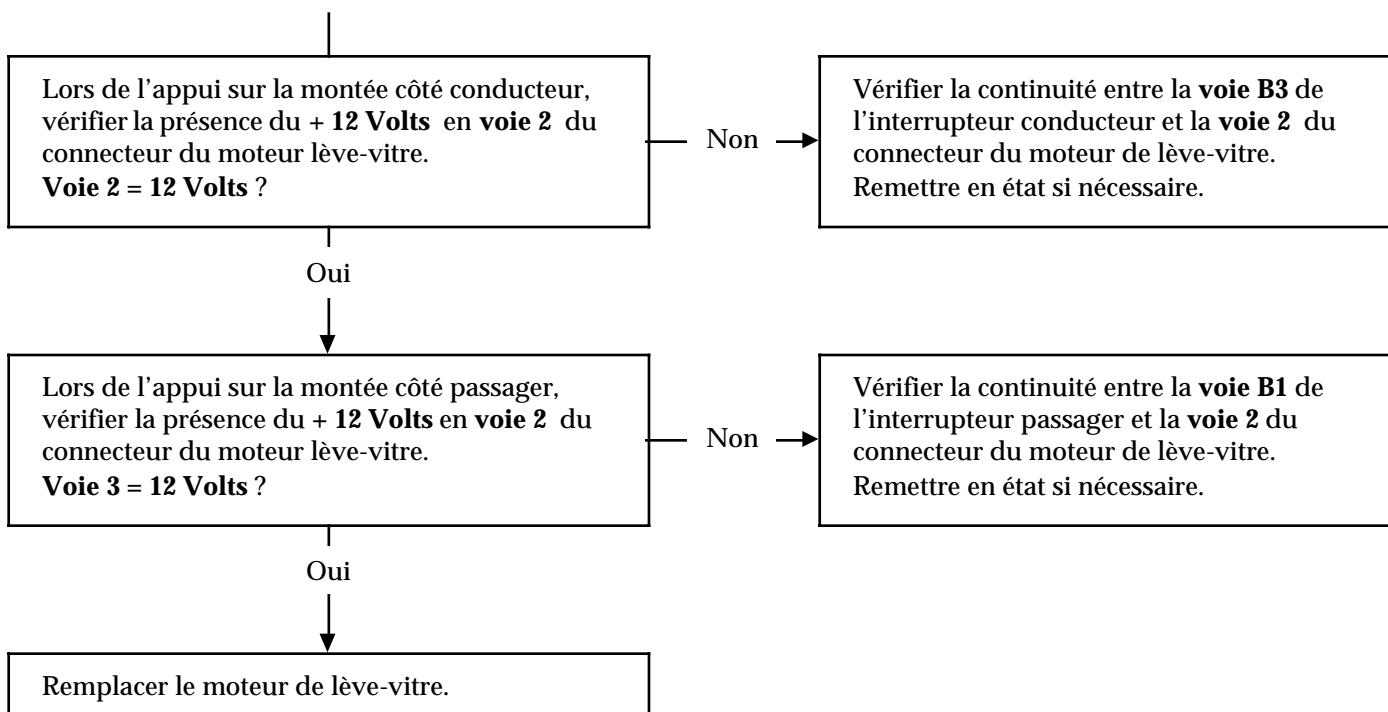 Lors de l'appui sur la montée côté conducteur,
vérifier la présence du + 12 Volts en voie 2 du
connecteur du moteur lève-vitre.
Voie 2 = 12 Volts ?
Non
Vérifier la continuité entre la voie B3 de
l'interrupteur conducteur et la voie 2 du
connecteur du moteur de lève-vitre.
Remettre en état si nécessaire.
Oui
Lors de l'appui sur la montée côté passager,
vérifier la présence du + 12 Volts en voie 2 du
connecteur du moteur lève-vitre.
Voie 3 = 12 Volts ?
Non
Vérifier la continuité entre la voie B1 de
l'interrupteur passager et la voie 2 du
connecteur du moteur de lève-vitre.
Remettre en état si nécessaire.
Oui
Remplacer le moteur de lève-vitre.